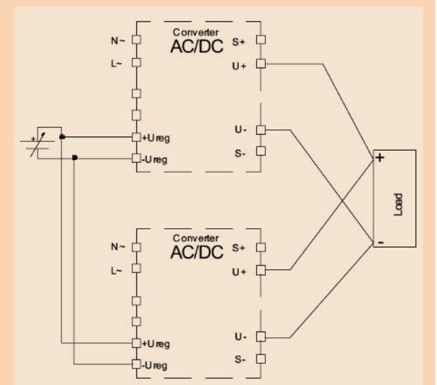 Converter
AC/DC
N~
S+
L~
U+
+Ureg
U-
-Ureg
S-
+
+
Load
-
Converter
AC/DC
N~
S+
L~
U+
+Ureg
U-
-Ureg
S-